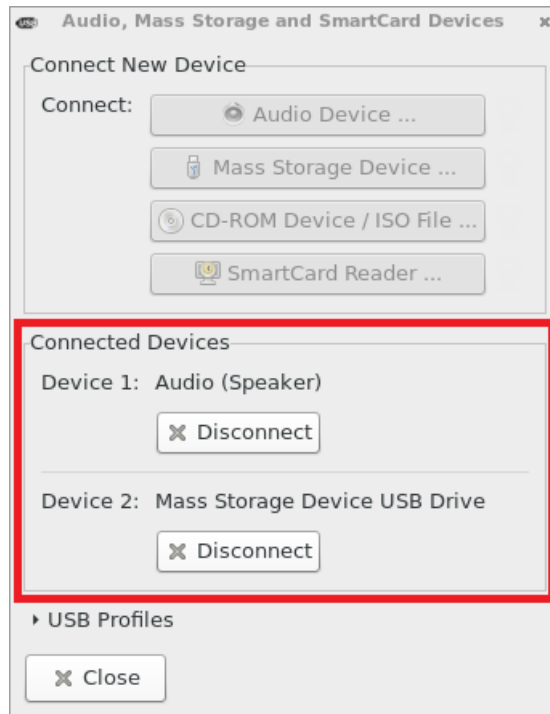 Audio, Mass Storage and SmartCard Devices
Connect New Device
Connect: Audio Device ...
Mass Storage Device ...
CD-ROM Device / ISO File ...
SmartCard Reader ...
Connected Devices
Device 1: Audio (Speaker)
Disconnect
Device 2: Mass Storage Device USB Drive
Disconnect
USB Profiles
Close